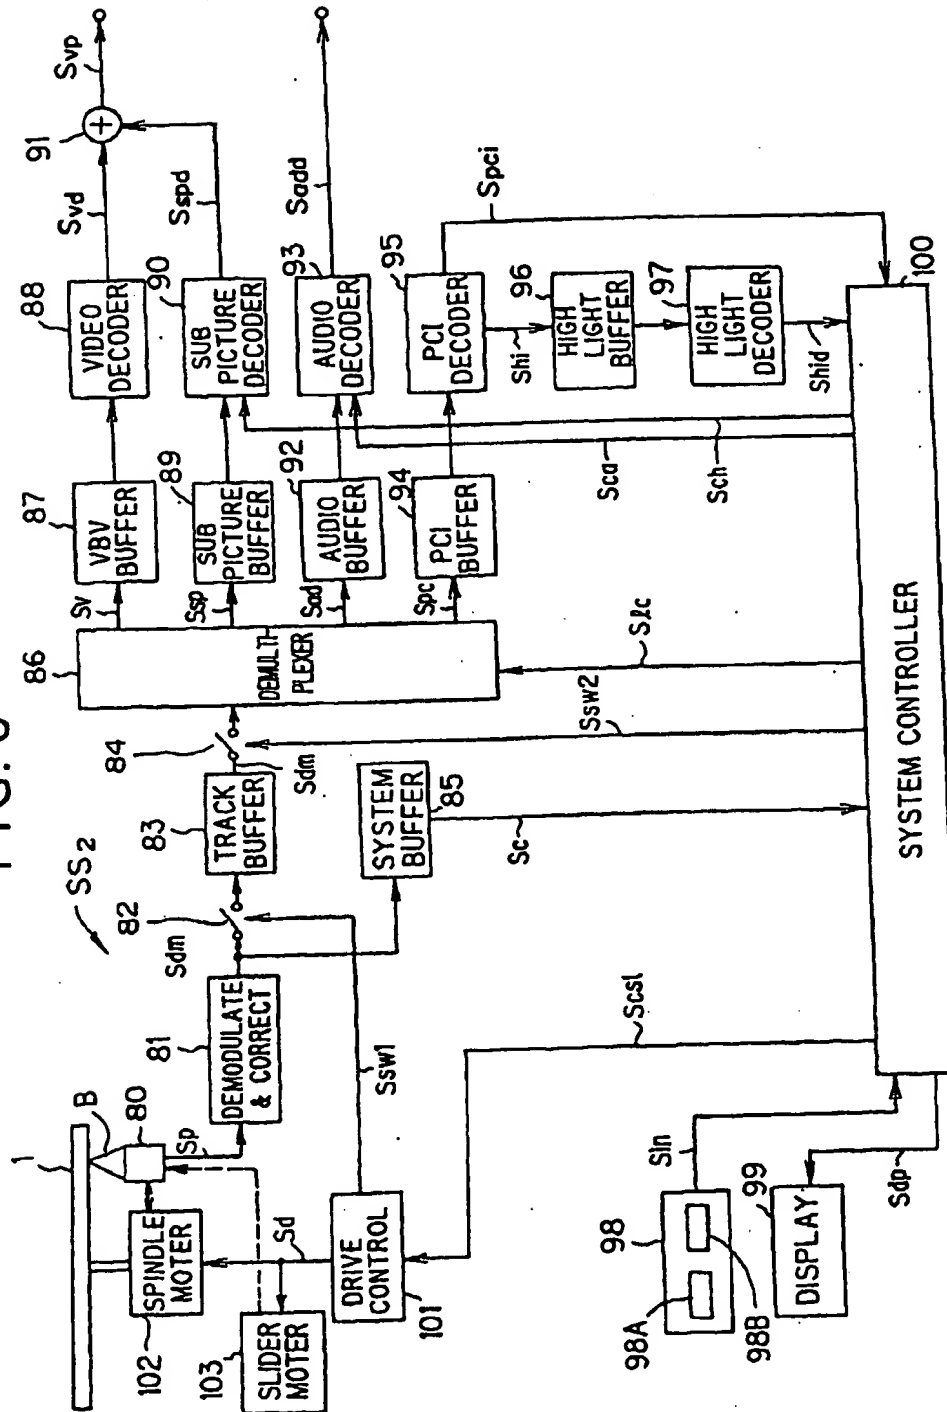 SS2
1
B
80
SPINDLE
MOTER
102
SLIDER
MOTER
103
Sp
Sd
DRIVE
CONTROL
101
81
DEMODULATE
& CORRECT
Sdm
82
Ssw1
83
TRACK
BUFFER
84
Sdm
SYSTEM
BUFFER
85
Sc
Ssw2
Slc
86
DEMULTI
PLEXER
Sv
Ssp
Sad
Spc
87
VBV
BUFFER
89
SUB
PICTURE
BUFFER
92
AUDIO
BUFFER
94
PCI
BUFFER
88
VIDEO
DECODER
90
SUB
PICTURE
DECODER
93
AUDIO
DECODER
95
PCI
DECODER
Svd
Sspd
91
+
Svp
Sadd
Spci
Shi
96
HIGH
LIGHT
BUFFER
97
HIGH
LIGHT
DECODER
Shid
Sca
Sch
100
SYSTEM CONTROLLER
Scsl
98
98A
98B
Sin
99
DISPLAY
Sdp